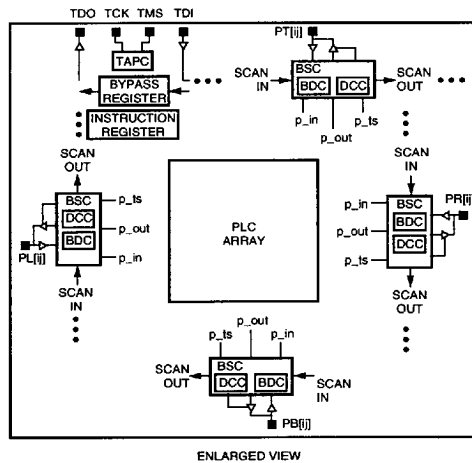 TDO TCK TMS TDI
TAPC
BYPASS
REGISTER
INSTRUCTION
REGISTER
SCAN
IN
PT[ij]
BSC
BDC DCC
p_in p_out p_ts
SCAN
OUT
SCAN
OUT
BSC
DCC
BDC
p_ts
p_out
p_in
PL[ij]
SCAN
IN
PLC
ARRAY
SCAN
IN
p_in
p_out
p_ts
BSC
BDC
DCC
PR[ij]
SCAN
OUT
p_ts p_out p_in
SCAN
OUT
BSC
DCC BDC
SCAN
IN
PB[ij]
ENLARGED VIEW